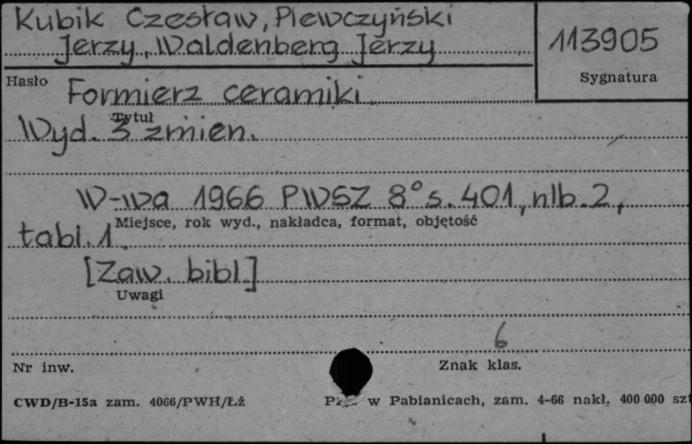 Kubik Czesław, Plewczyński
Jerzy, Waldenberg Jerzy
113905
Hasło
Sygnatura
Formierz ceramiki.
Tytuł
Wyd. 3 zmien.
W-wa 1966 PWSZ 8° s. 401, nlb. 2,
Miejsce, rok wyd., nakładca, format, objętość
tabl. 1.
[Zaw. bibl.]
Uwagi
6
Nr inw.
Znak klas.
CWD/B-15a zam. 4066/PWH/Łź
w Pabianicach, zam. 4-66 nakł. 400 000 szt